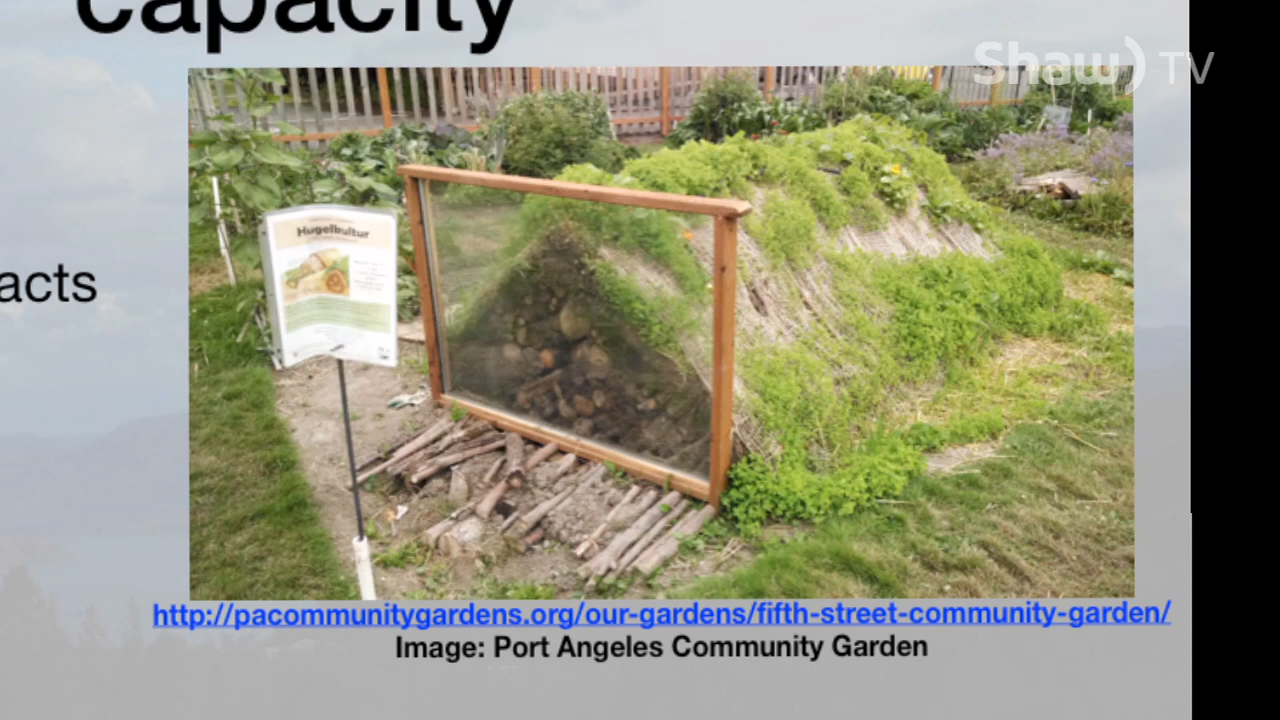 capacity
Shaw) TV
acts
Hugelkultur
http://pacommunitygardens.org/our-gardens/fifth-street-community-garden/
Image: Port Angeles Community Garden